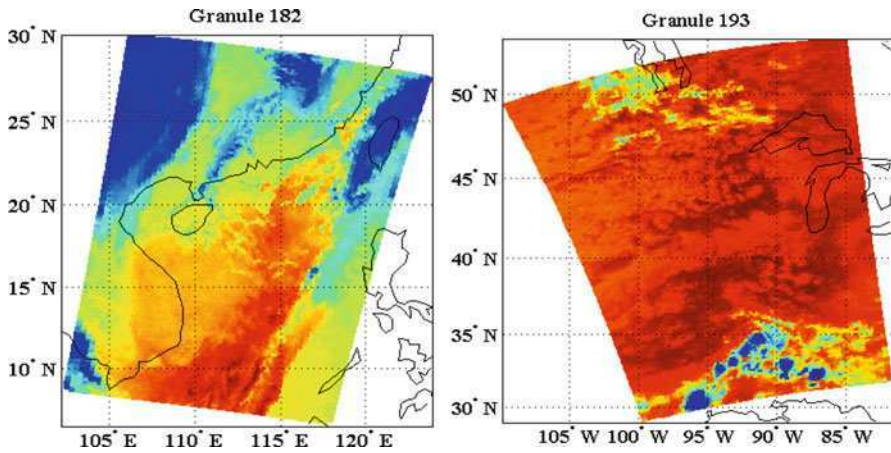 Granule 182
30° N
25° N
20° N
15° N
10° N
105° E
110° E
115° E
120° E
Granule 193
50° N
45° N
40° N
35° N
30° N
105° W
100° W
95° W
90° W
85° W